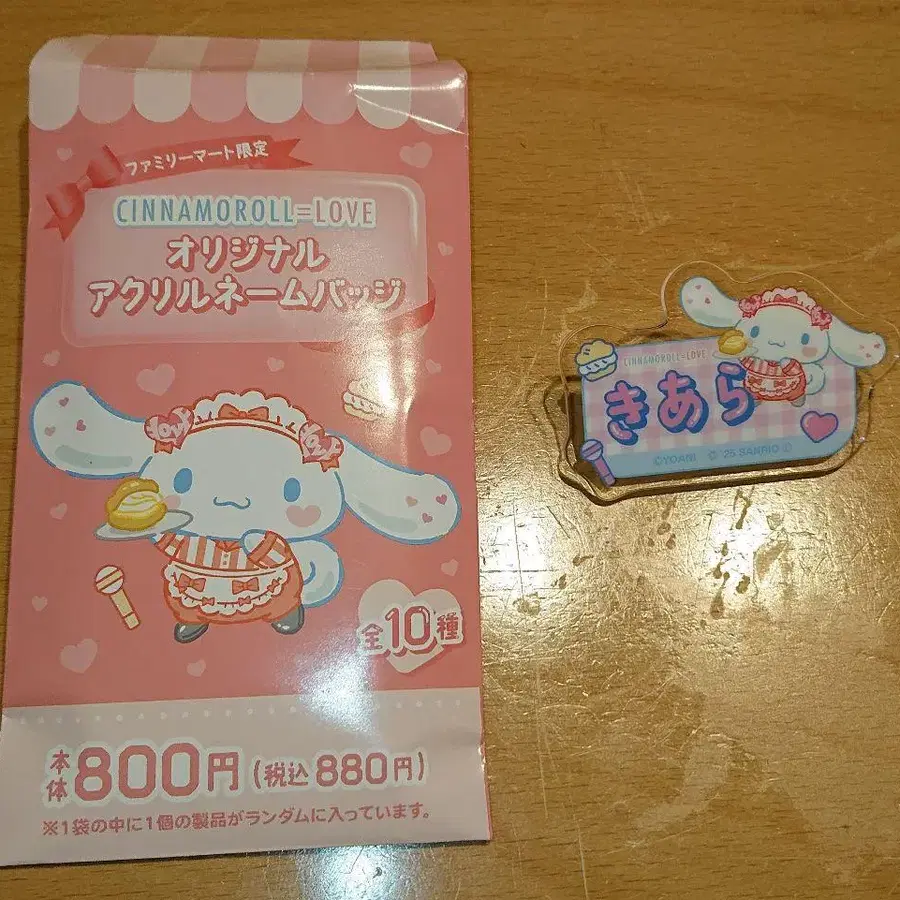 ファミリーマート限定
CINNAMOROLL=LOVE
オリジナル
アクリルネームバッジ
全10種
本体800円(税込880円)
※1袋の中に1個の製品がランダムに入っています。
CINNAMOROLL=LOVE
きあら
©YOANI © '25 SANRIO Ⓛ